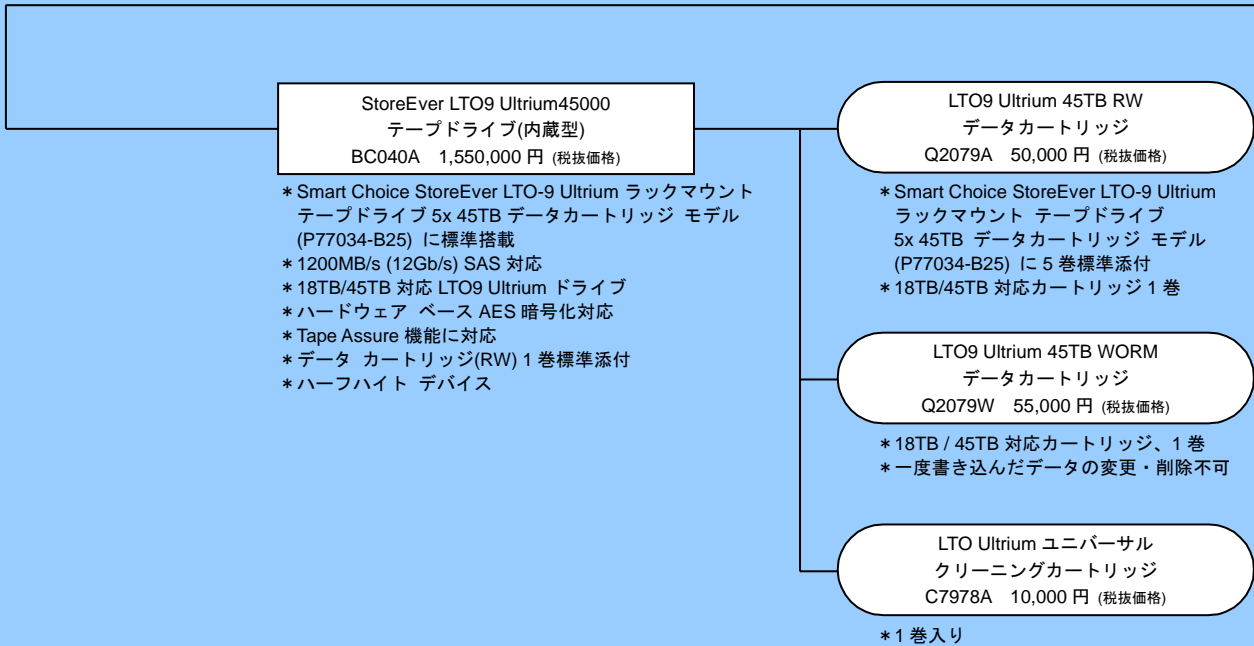 StoreEver LTO9 Ultrium45000
テープドライブ(内蔵型)
BC040A 1,550,000 円 (税抜価格)
* Smart Choice StoreEver LTO-9 Ultrium ラックマウント
テープドライブ 5x 45TB データカートリッジ モデル
(P77034-B25) に標準搭載
* 1200MB/s (12Gb/s) SAS 対応
* 18TB/45TB 対応 LTO9 Ultrium ドライブ
* ハードウェア ベース AES 暗号化対応
* Tape Assure 機能に対応
* データ カートリッジ(RW) 1 巻標準添付
* ハーフハイト デバイス
LTO9 Ultrium 45TB RW
データカートリッジ
Q2079A 50,000 円 (税抜価格)
* Smart Choice StoreEver LTO-9 Ultrium
ラックマウント テープドライブ
5x 45TB データカートリッジ モデル
(P77034-B25) に 5 巻標準添付
* 18TB/45TB 対応カートリッジ 1 巻
LTO9 Ultrium 45TB WORM
データカートリッジ
Q2079W 55,000 円 (税抜価格)
* 18TB / 45TB 対応カートリッジ、1 巻
* 一度書き込んだデータの変更・削除不可
LTO Ultrium ユニバーサル
クリーニングカートリッジ
C7978A 10,000 円 (税抜価格)
* 1 巻入り